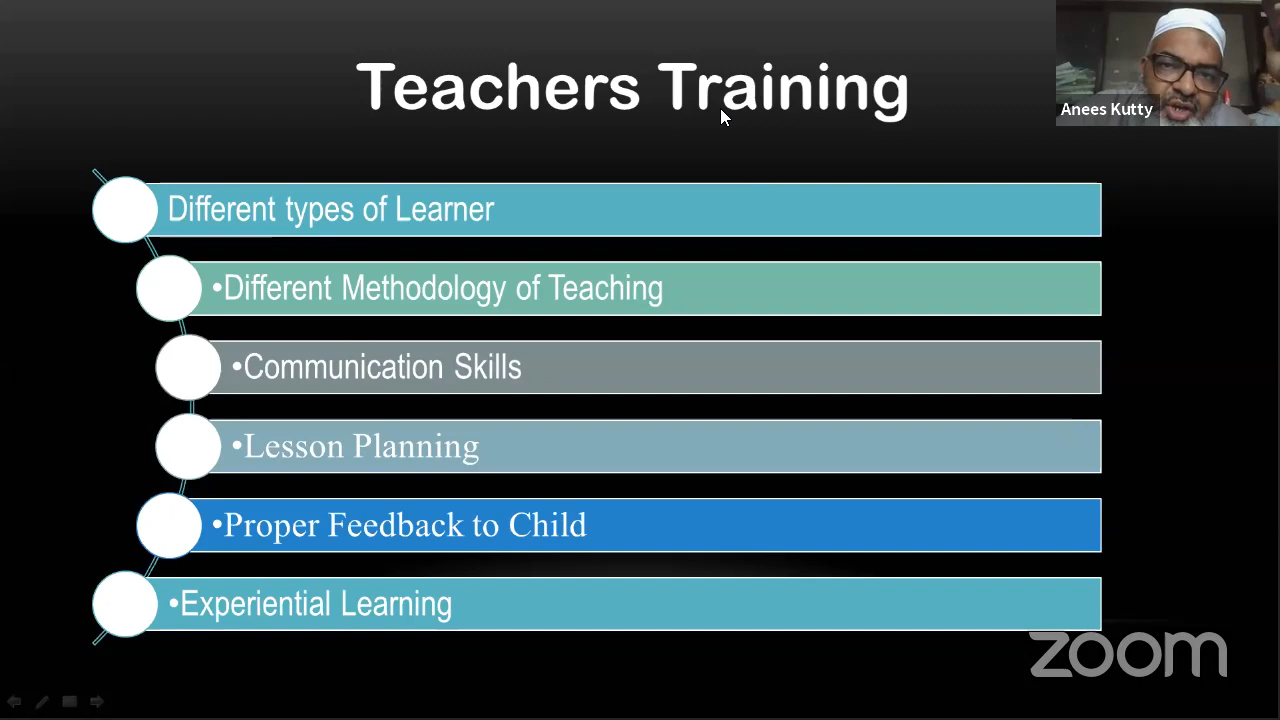 Teachers Training
Anees Kutty
Different types of Learner
•Different Methodology of Teaching
•Communication Skills
•Lesson Planning
•Proper Feedback to Child
•Experiential Learning
zoom